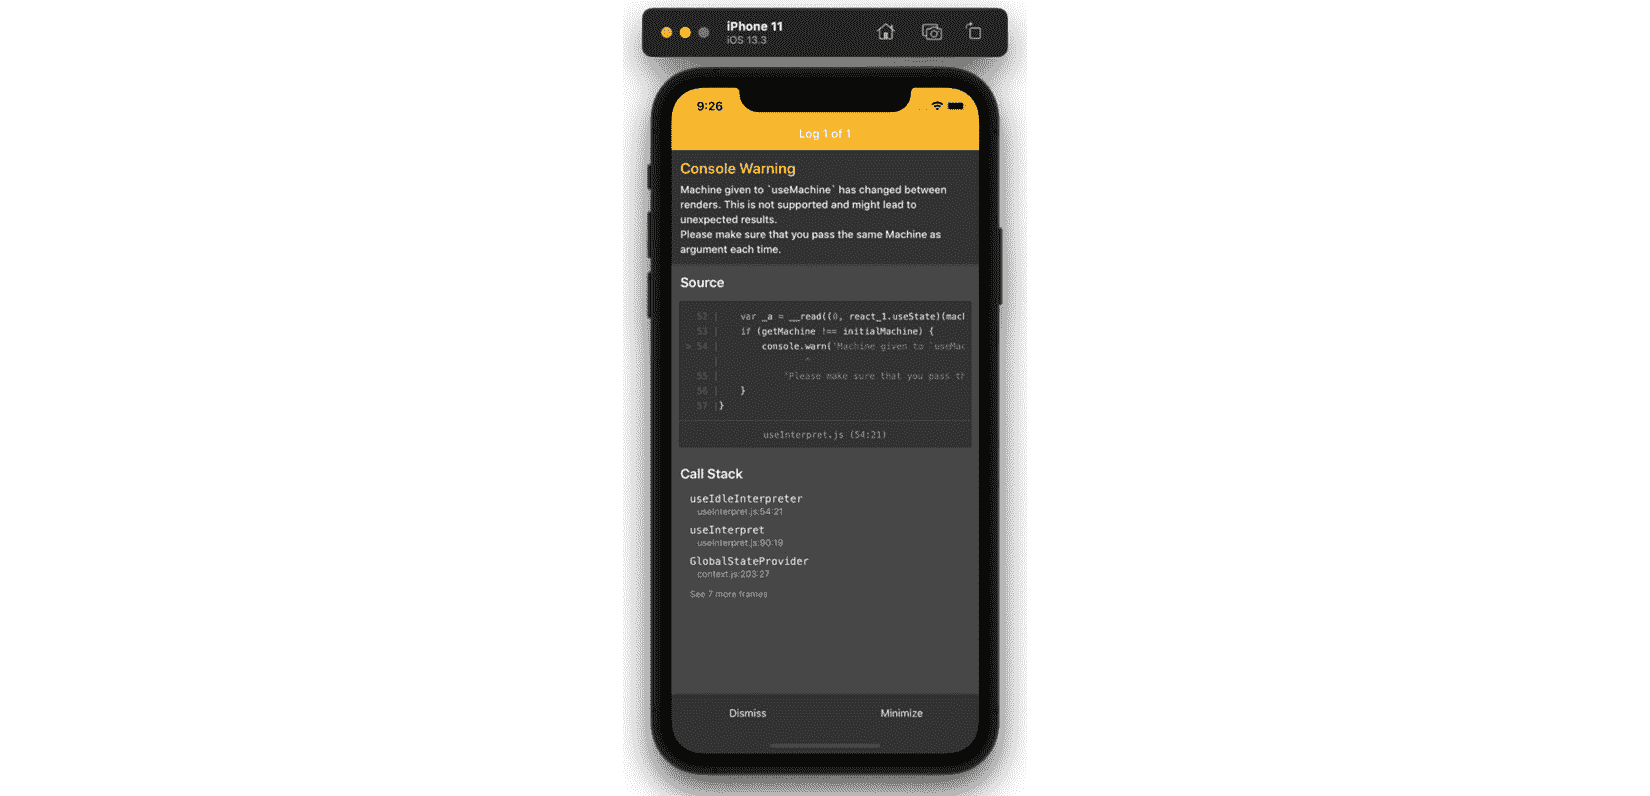 iPhone 11
iOS 13.3
9:26
Log 1 of 1
Console Warning
Machine given to `useMachine` has changed between
renders. This is not supported and might lead to
unexpected results.
Please make sure that you pass the same Machine as
argument each time.
Source
52 |    var _a = __read((0, react_1.useState)(macl
53 |    if (getMachine !== initialMachine) {
> 54 |       console.warn('Machine given to `useMac
|             ^
55 |          'Please make sure that you pass th
56 |    }
57 |}
useInterpret.js (54:21)
Call Stack
useIdleInterpreter
useInterpret.js:54:21
useInterpret
useInterpret.js:90:19
GlobalStateProvider
context.js:203:27
See 7 more frames
Dismiss
Minimize